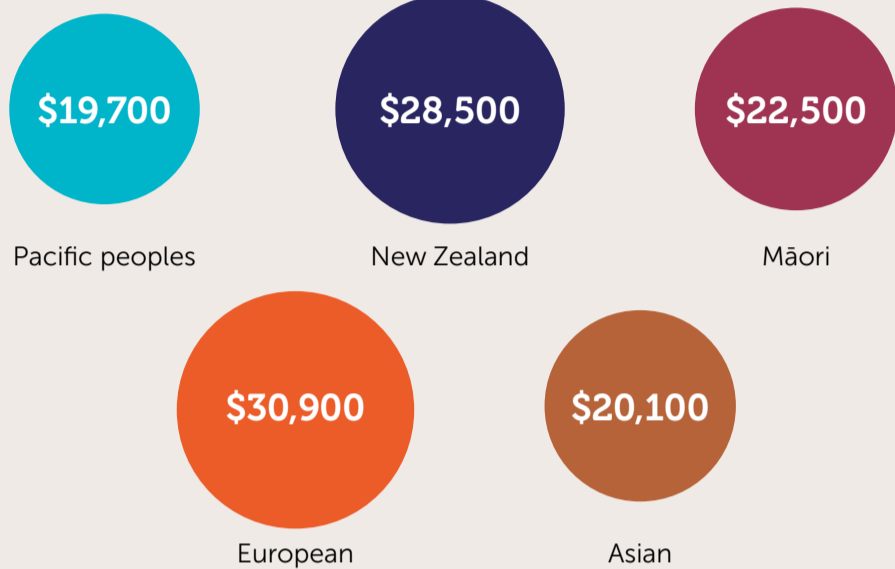 $19,700
$28,500
$22,500
Pacific peoples
New Zealand
Māori
$30,900
$20,100
European
Asian